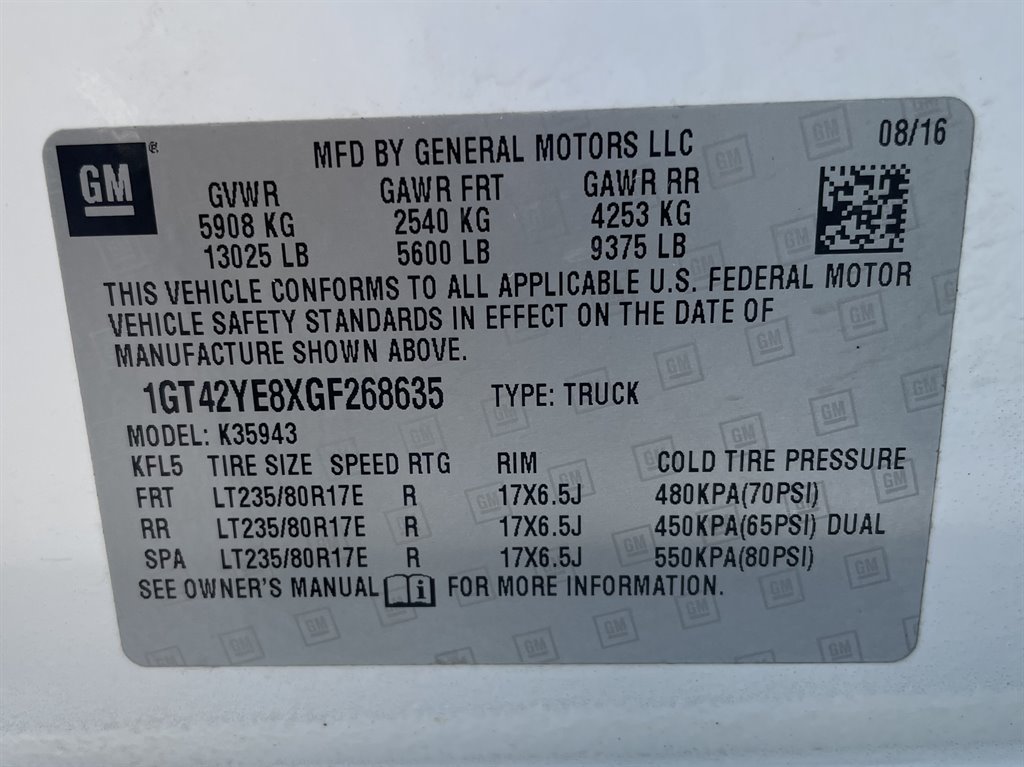 GM ®
MFD BY GENERAL MOTORS LLC 08/16
GVWR GAWR FRT GAWR RR
5908 KG 2540 KG 4253 KG
13025 LB 5600 LB 9375 LB
THIS VEHICLE CONFORMS TO ALL APPLICABLE U.S. FEDERAL MOTOR
VEHICLE SAFETY STANDARDS IN EFFECT ON THE DATE OF
MANUFACTURE SHOWN ABOVE.
1GT42YE8XGF268635 TYPE: TRUCK
MODEL: K35943
KFL5 TIRE SIZE SPEED RTG RIM COLD TIRE PRESSURE
FRT LT235/80R17E R 17X6.5J 480KPA(70PSI)
RR LT235/80R17E R 17X6.5J 450KPA(65PSI) DUAL
SPA LT235/80R17E R 17X6.5J 550KPA(80PSI)
SEE OWNER'S MANUAL i FOR MORE INFORMATION.